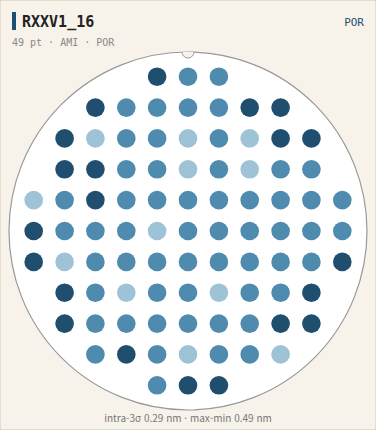 RXXV1_16
POR
49 pt · AMI · POR
intra-3σ 0.29 nm · max-min 0.49 nm